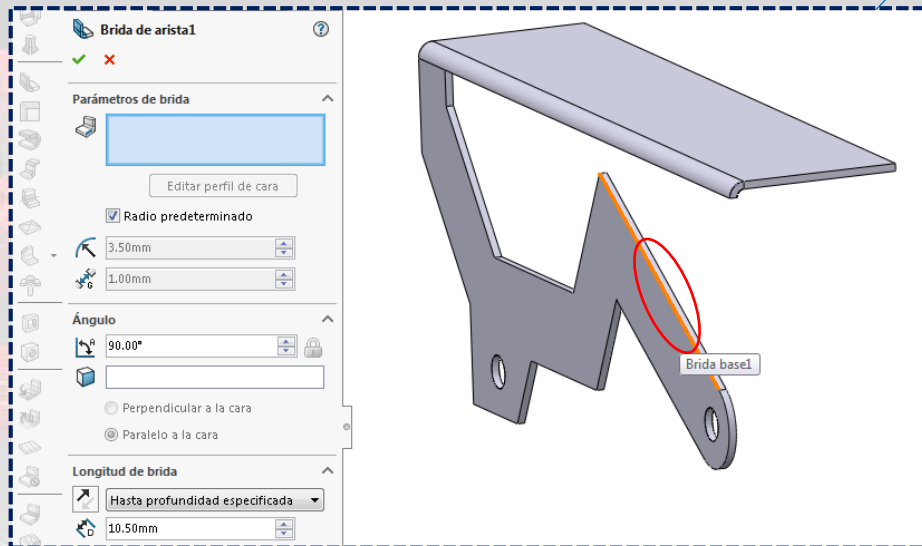 Brida de arista1
?
Parámetros de brida
Editar perfil de cara
Radio predeterminado
3.50mm
G
1.00mm
Ángulo
A
90.00°
Perpendicular a la cara
Paralelo a la cara
Longitud de brida
Hasta profundidad especificada
D
10.50mm
Brida base1